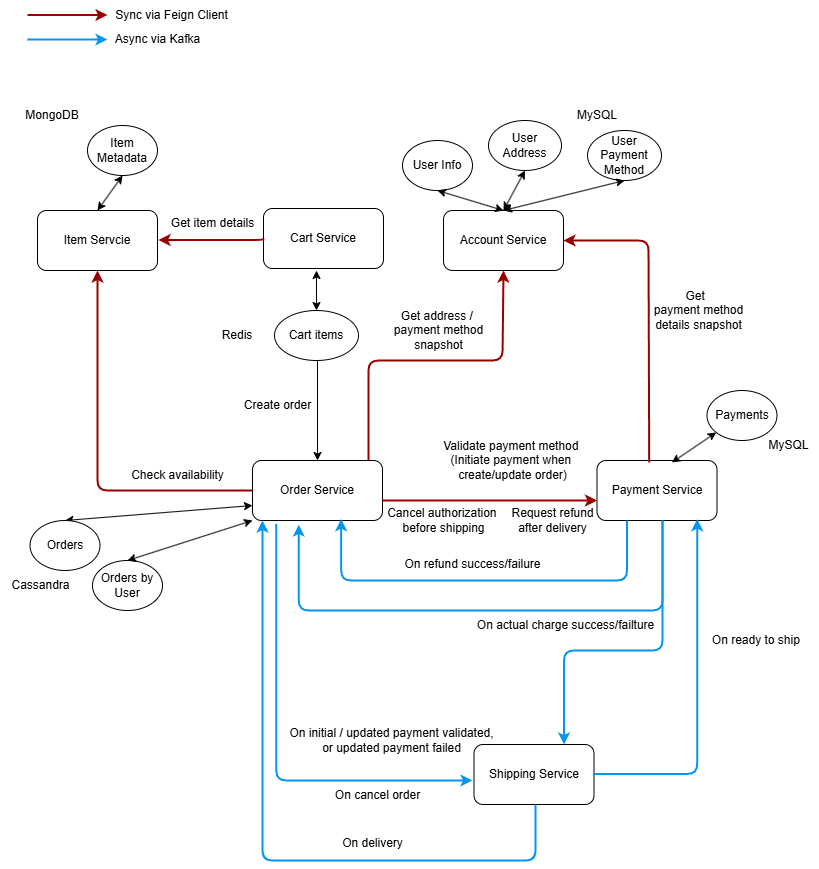 Sync via Feign Client
Async via Kafka
MongoDB
Item
Metadata
MySQL
User Info
User
Address
User
Payment
Method
Item Servcie
Get item details
Cart Service
Account Service
Redis
Cart items
Get address /
payment method
snapshot
Get
payment method
details snapshot
Create order
Payments
MySQL
Check availability
Order Service
Validate payment method
(Initiate payment when
create/update order)
Payment Service
Cancel authorization
before shipping
Request refund
after delivery
Orders
Cassandra
Orders by
User
On refund success/failure
On actual charge success/failture
On ready to ship
On initial / updated payment validated,
or updated payment failed
Shipping Service
On cancel order
On delivery